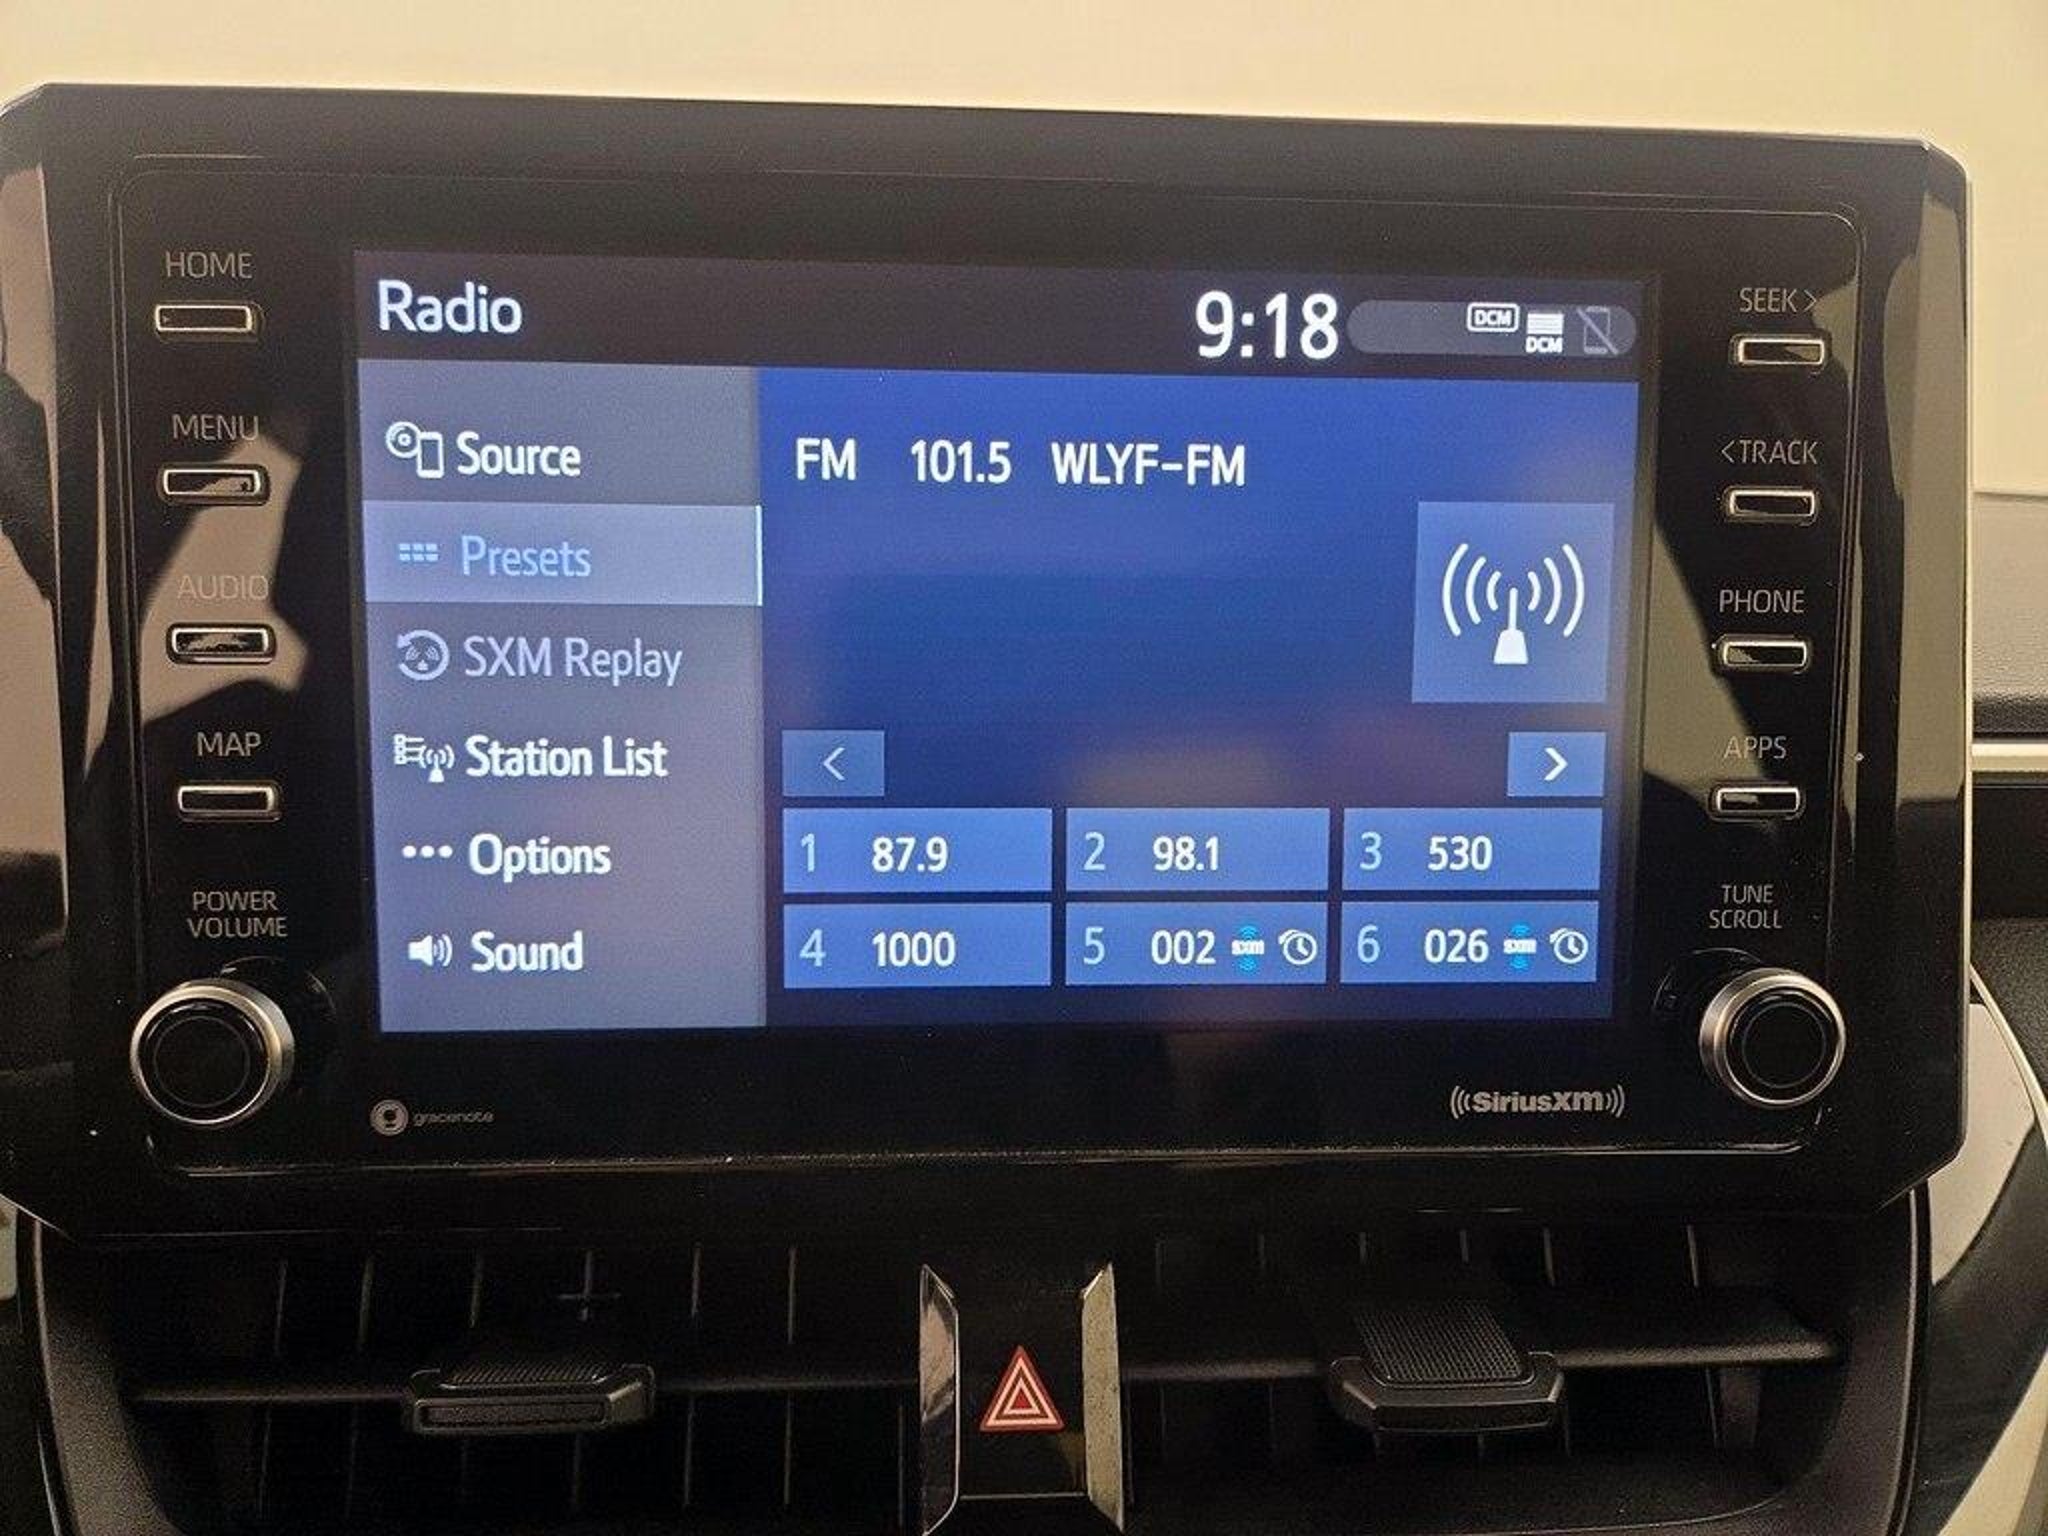 HOME
MENU
AUDIO
MAP
POWER
VOLUME
Radio
9:18
DCM
DCM
Source
Presets
SXM Replay
Station List
Options
Sound
FM 101.5 WLYF-FM
<
>
1 87.9
2 98.1
3 530
4 1000
5 002 SXM
6 026 SXM
SEEK >
< TRACK
PHONE
APPS
TUNE
SCROLL
gracenote
((SiriusXM))